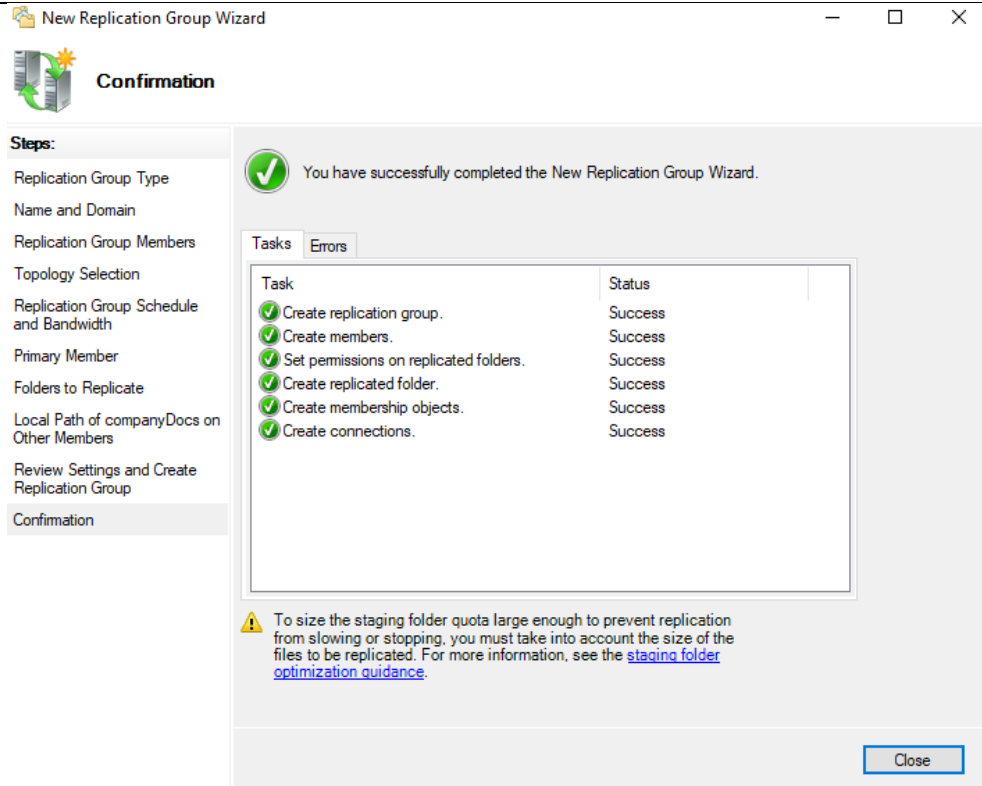 New Replication Group Wizard
Confirmation
Steps:
Replication Group Type
Name and Domain
Replication Group Members
Topology Selection
Replication Group Schedule
and Bandwidth
Primary Member
Folders to Replicate
Local Path of companyDocs on
Other Members
Review Settings and Create
Replication Group
Confirmation
You have successfully completed the New Replication Group Wizard.
Tasks Errors
Task Status
Create replication group. Success
Create members. Success
Set permissions on replicated folders. Success
Create replicated folder. Success
Create membership objects. Success
Create connections. Success
To size the staging folder quota large enough to prevent replication
from slowing or stopping, you must take into account the size of the
files to be replicated. For more information, see the staging folder
optimization guidance.
Close